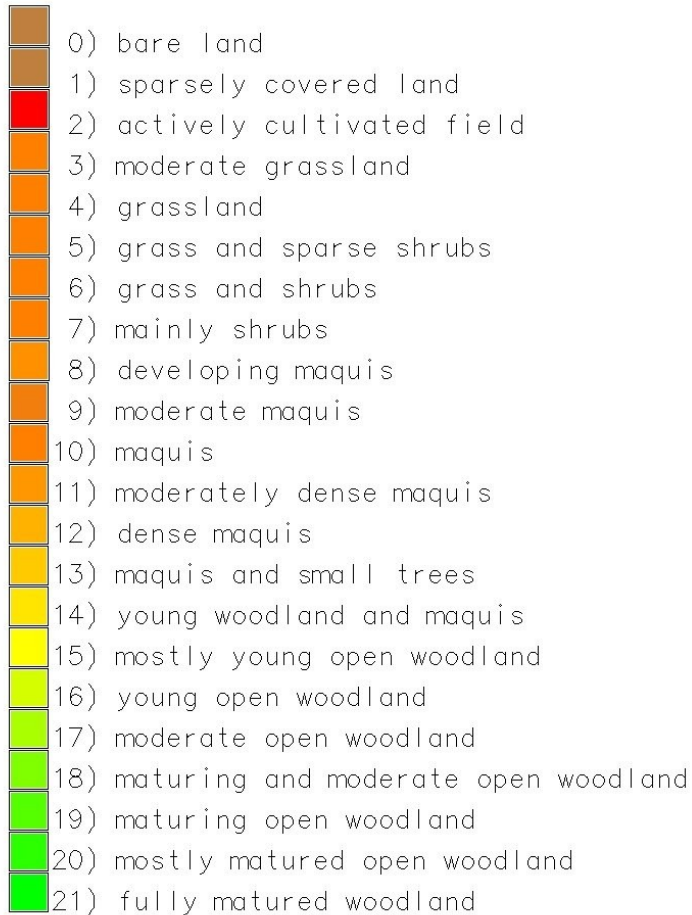 0) bare land
1) sparsely covered land
2) actively cultivated field
3) moderate grassland
4) grassland
5) grass and sparse shrubs
6) grass and shrubs
7) mainly shrubs
8) developing maquis
9) moderate maquis
10) maquis
11) moderately dense maquis
12) dense maquis
13) maquis and small trees
14) young woodland and maquis
15) mostly young open woodland
16) young open woodland
17) moderate open woodland
18) maturing and moderate open woodland
19) maturing open woodland
20) mostly matured open woodland
21) fully matured woodland